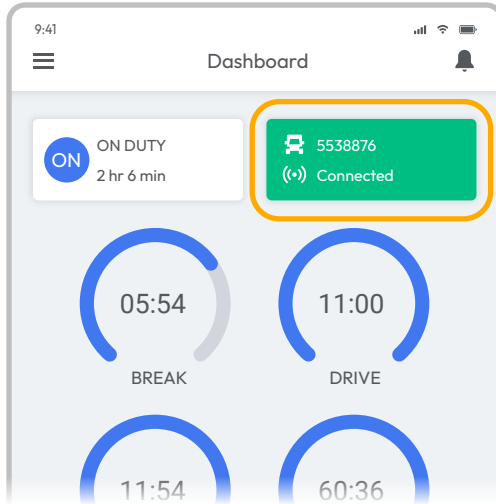 9:41
Dashboard
ON
ON DUTY
2 hr 6 min
5538876
Connected
05:54
11:00
BREAK
DRIVE
11:54
60:36